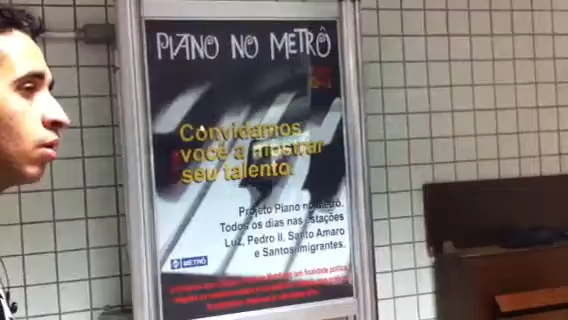 PIANO NO METRÔ
Convidamos
você a mostrar
seu talento.
Projeto Piano no Metrô.
Todos os dias nas estações
Luz, Pedro II, Santo Amaro
e Santos-Imigrantes.
METRÔ